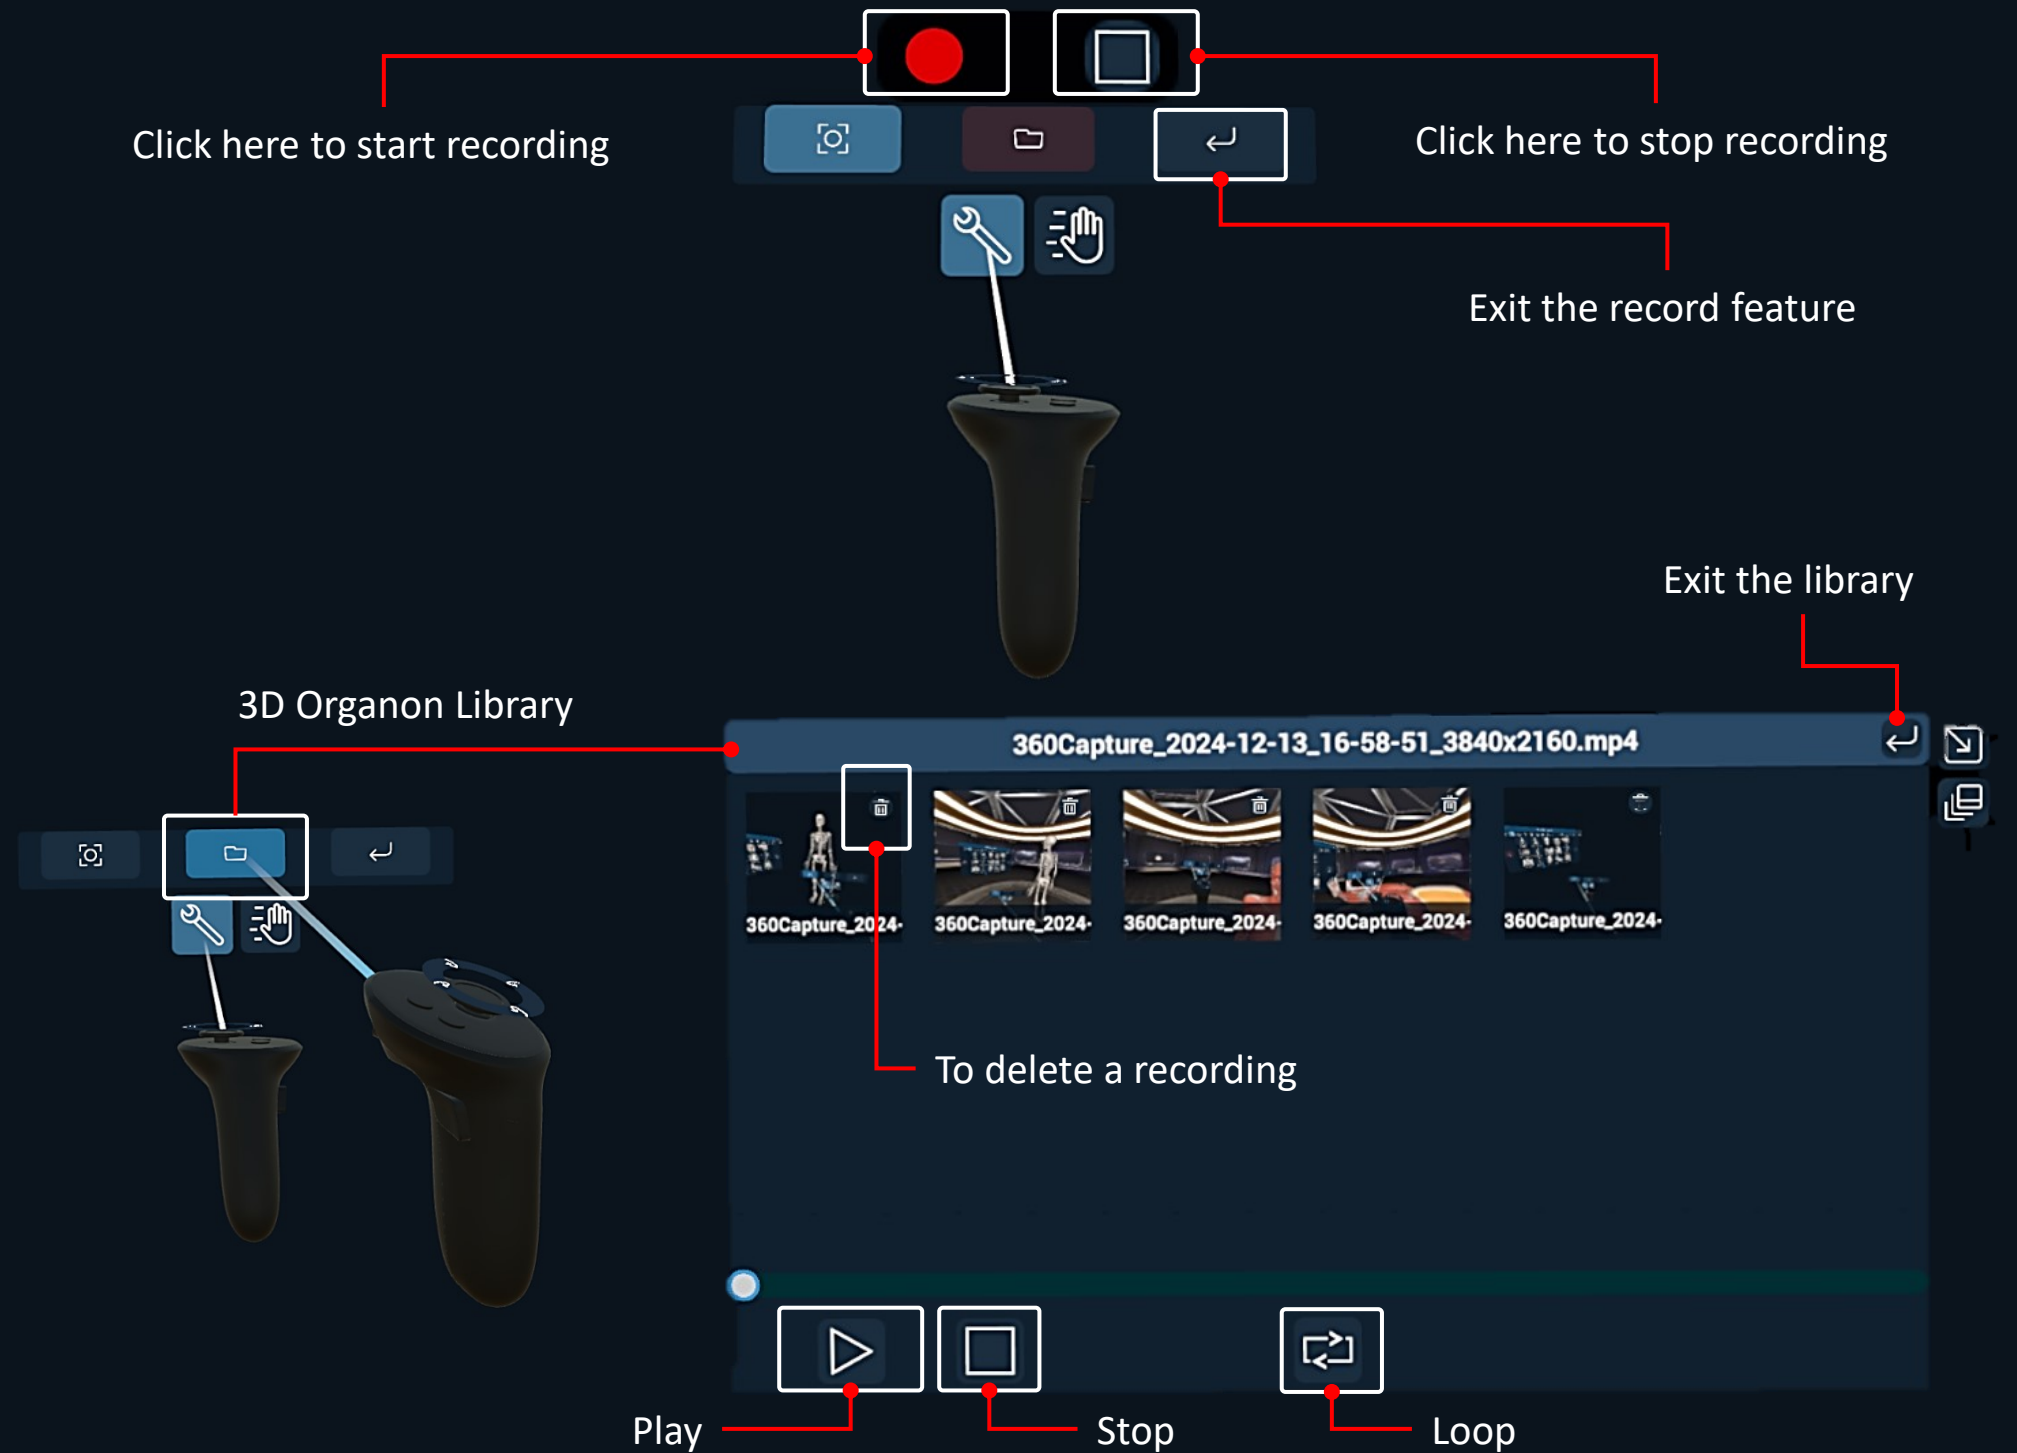 Click here to start recording
Click here to stop recording
Exit the record feature
Exit the library
3D Organon Library
360Capture_2024-12-13_16-58-51_3840x2160.mp4
360Capture_2024-
360Capture_2024-
360Capture_2024-
360Capture_2024-
360Capture_2024-
To delete a recording
Play
Stop
Loop